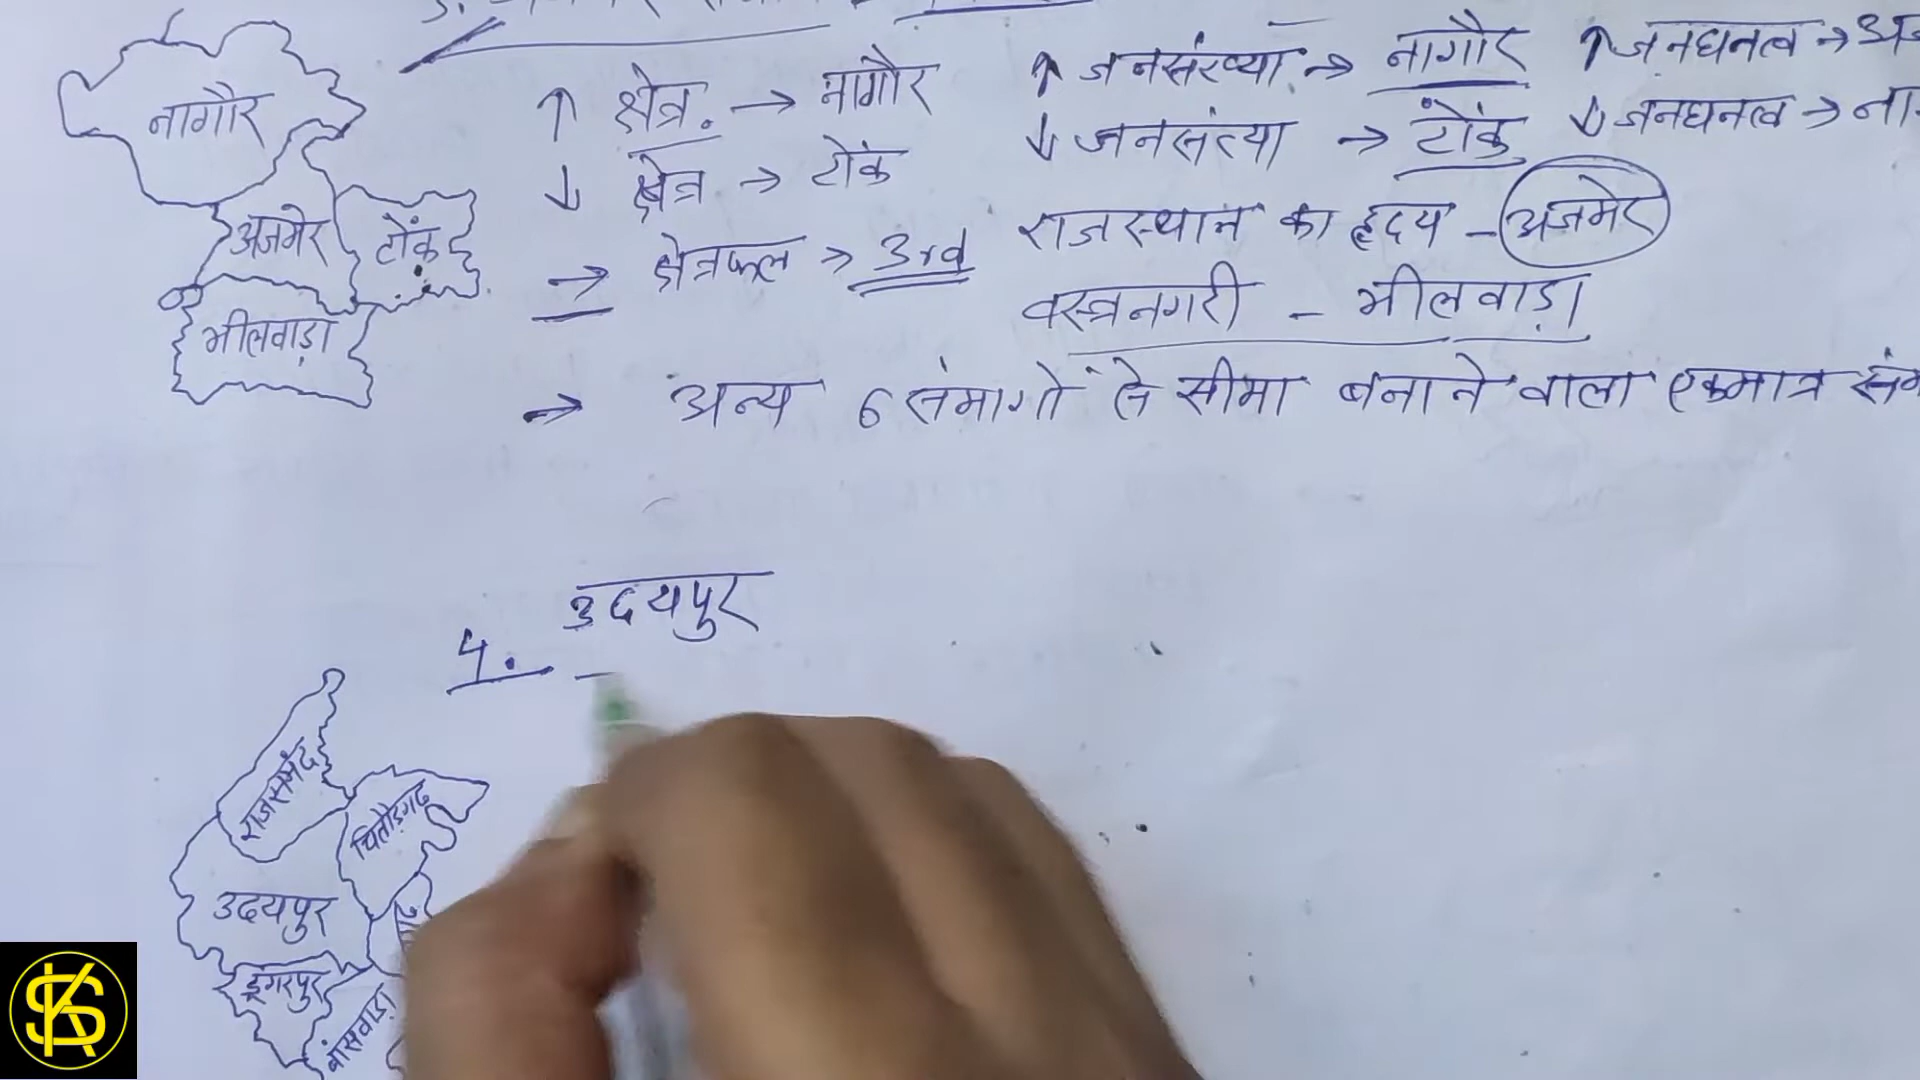 नागौर
अजमेर
टोंक
भीलवाड़ा
↑ क्षेत्र. → नागौर
↓ क्षेत्र → टोंक
→ क्षेत्रफल → 3rd
↑ जनसंख्या → नागौर
↓ जनसंख्या → टोंक
↑ जनघनत्व →
↓ जनघनत्व →
राजस्थान का हृदय - अजमेर
वस्त्रनगरी - भीलवाड़ा
→ अन्य 6 संभागों से सीमा बनाने वाला एकमात्र
4. उदयपुर
राजसमंद
चितौड़गढ़
उदयपुर
डूंगरपुर
बांसवाड़ा
KS